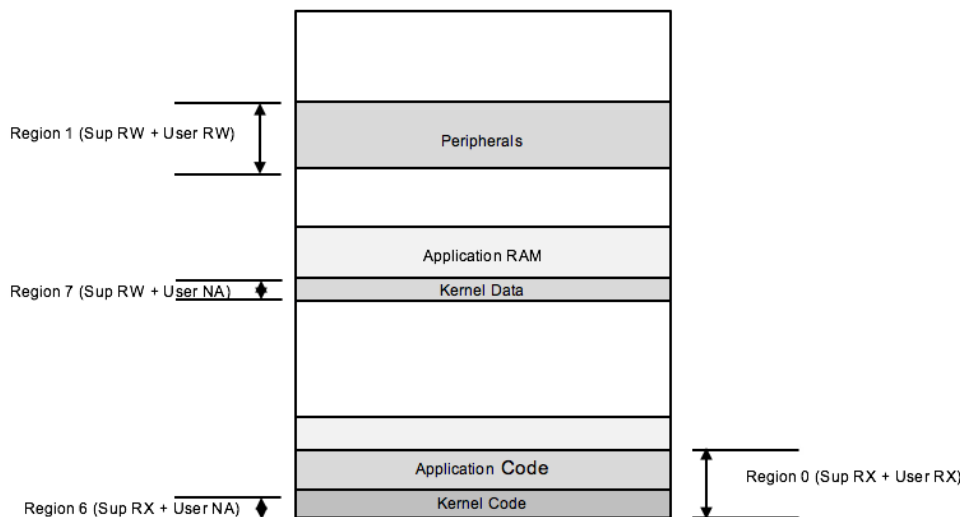 Region 1 (Sup RW + User RW)
Peripherals
Application RAM
Region 7 (Sup RW + User NA)
Kernel Data
Application Code
Region 0 (Sup RX + User RX)
Region 6 (Sup RX + User NA)
Kernel Code